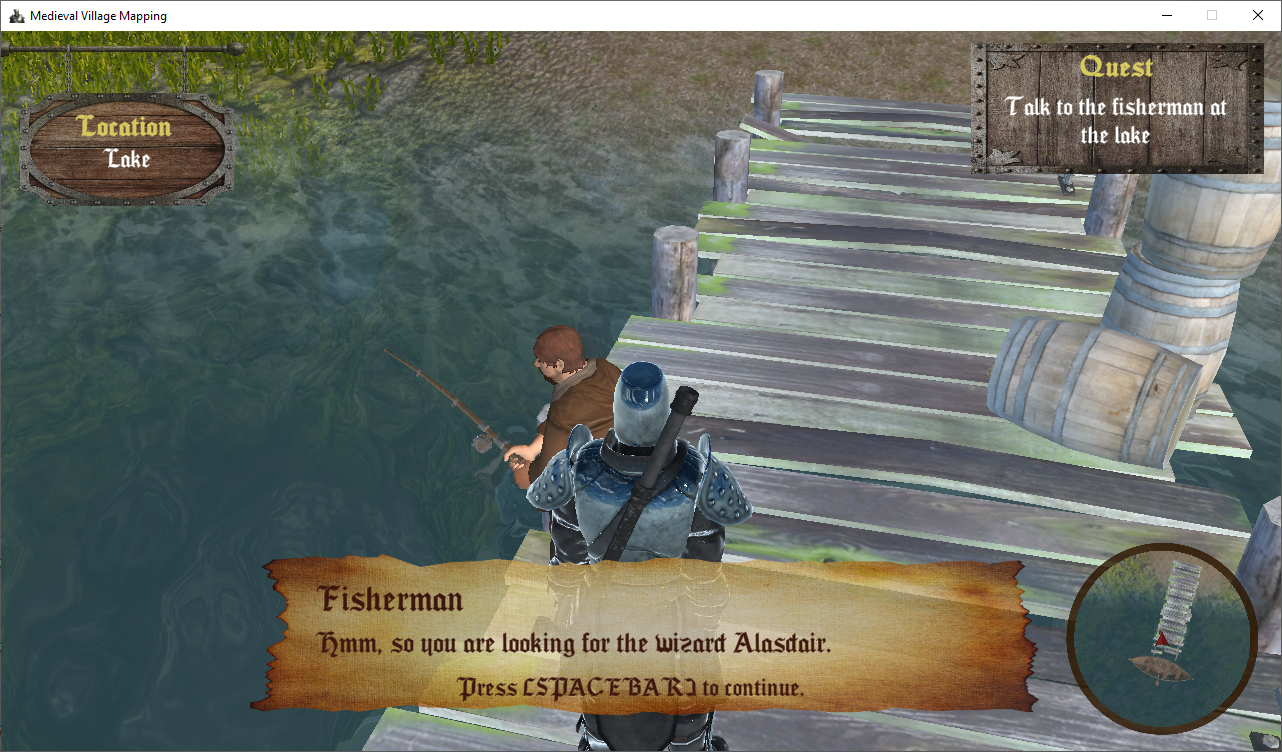 Medieval Village Mapping
Location
Lake
Quest
Talk to the fisherman at
the lake
Fisherman
Hmm, so you are looking for the wizard Alasdair.
Press [SPACEBAR] to continue.